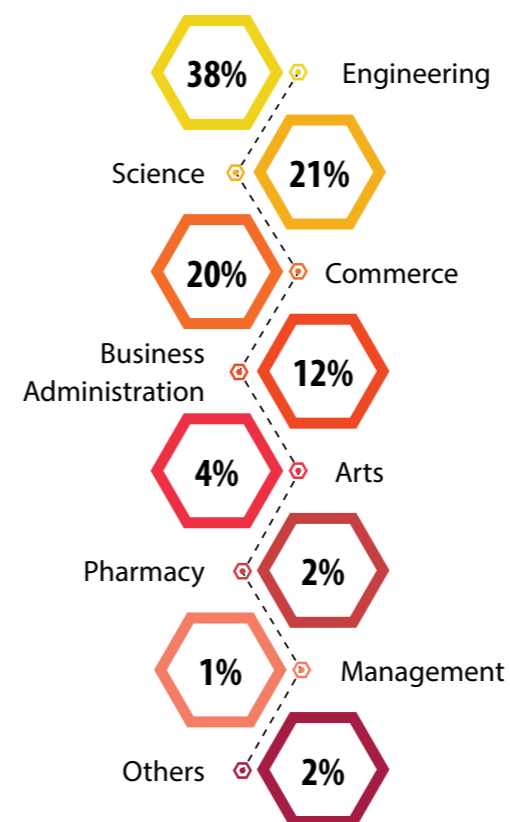 38%
Engineering
Science
21%
20%
Commerce
Business
Administration
12%
4%
Arts
Pharmacy
2%
1%
Management
Others
2%